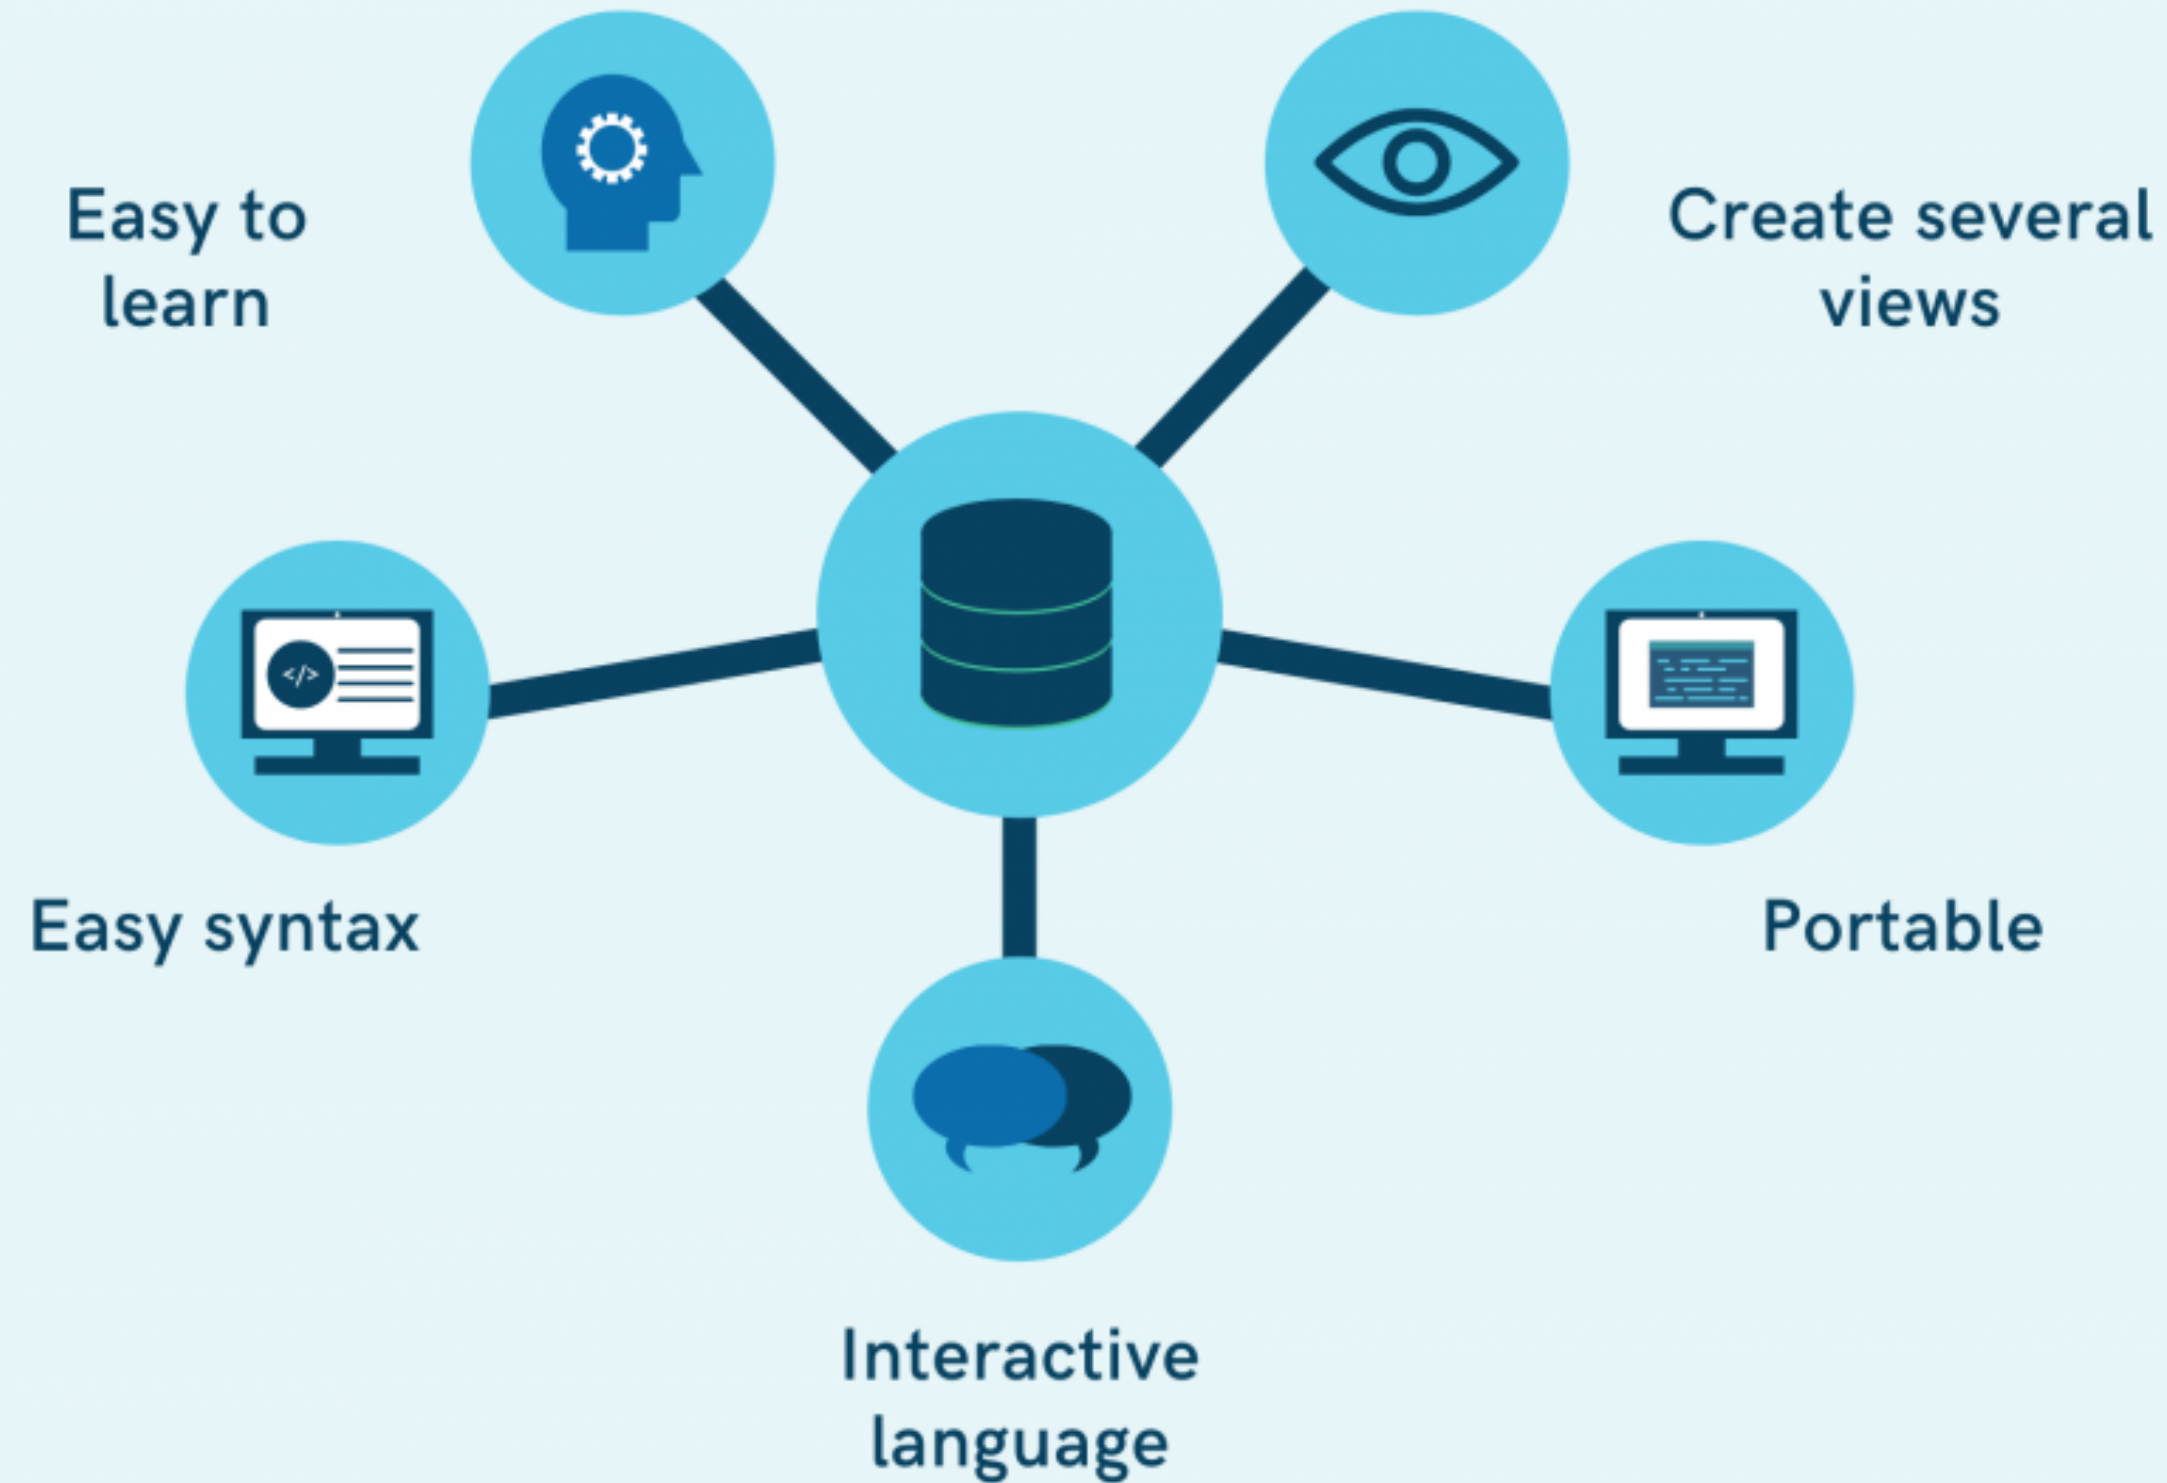 Easy to
learn
Create several
views
</>
Easy syntax
Portable
Interactive
language